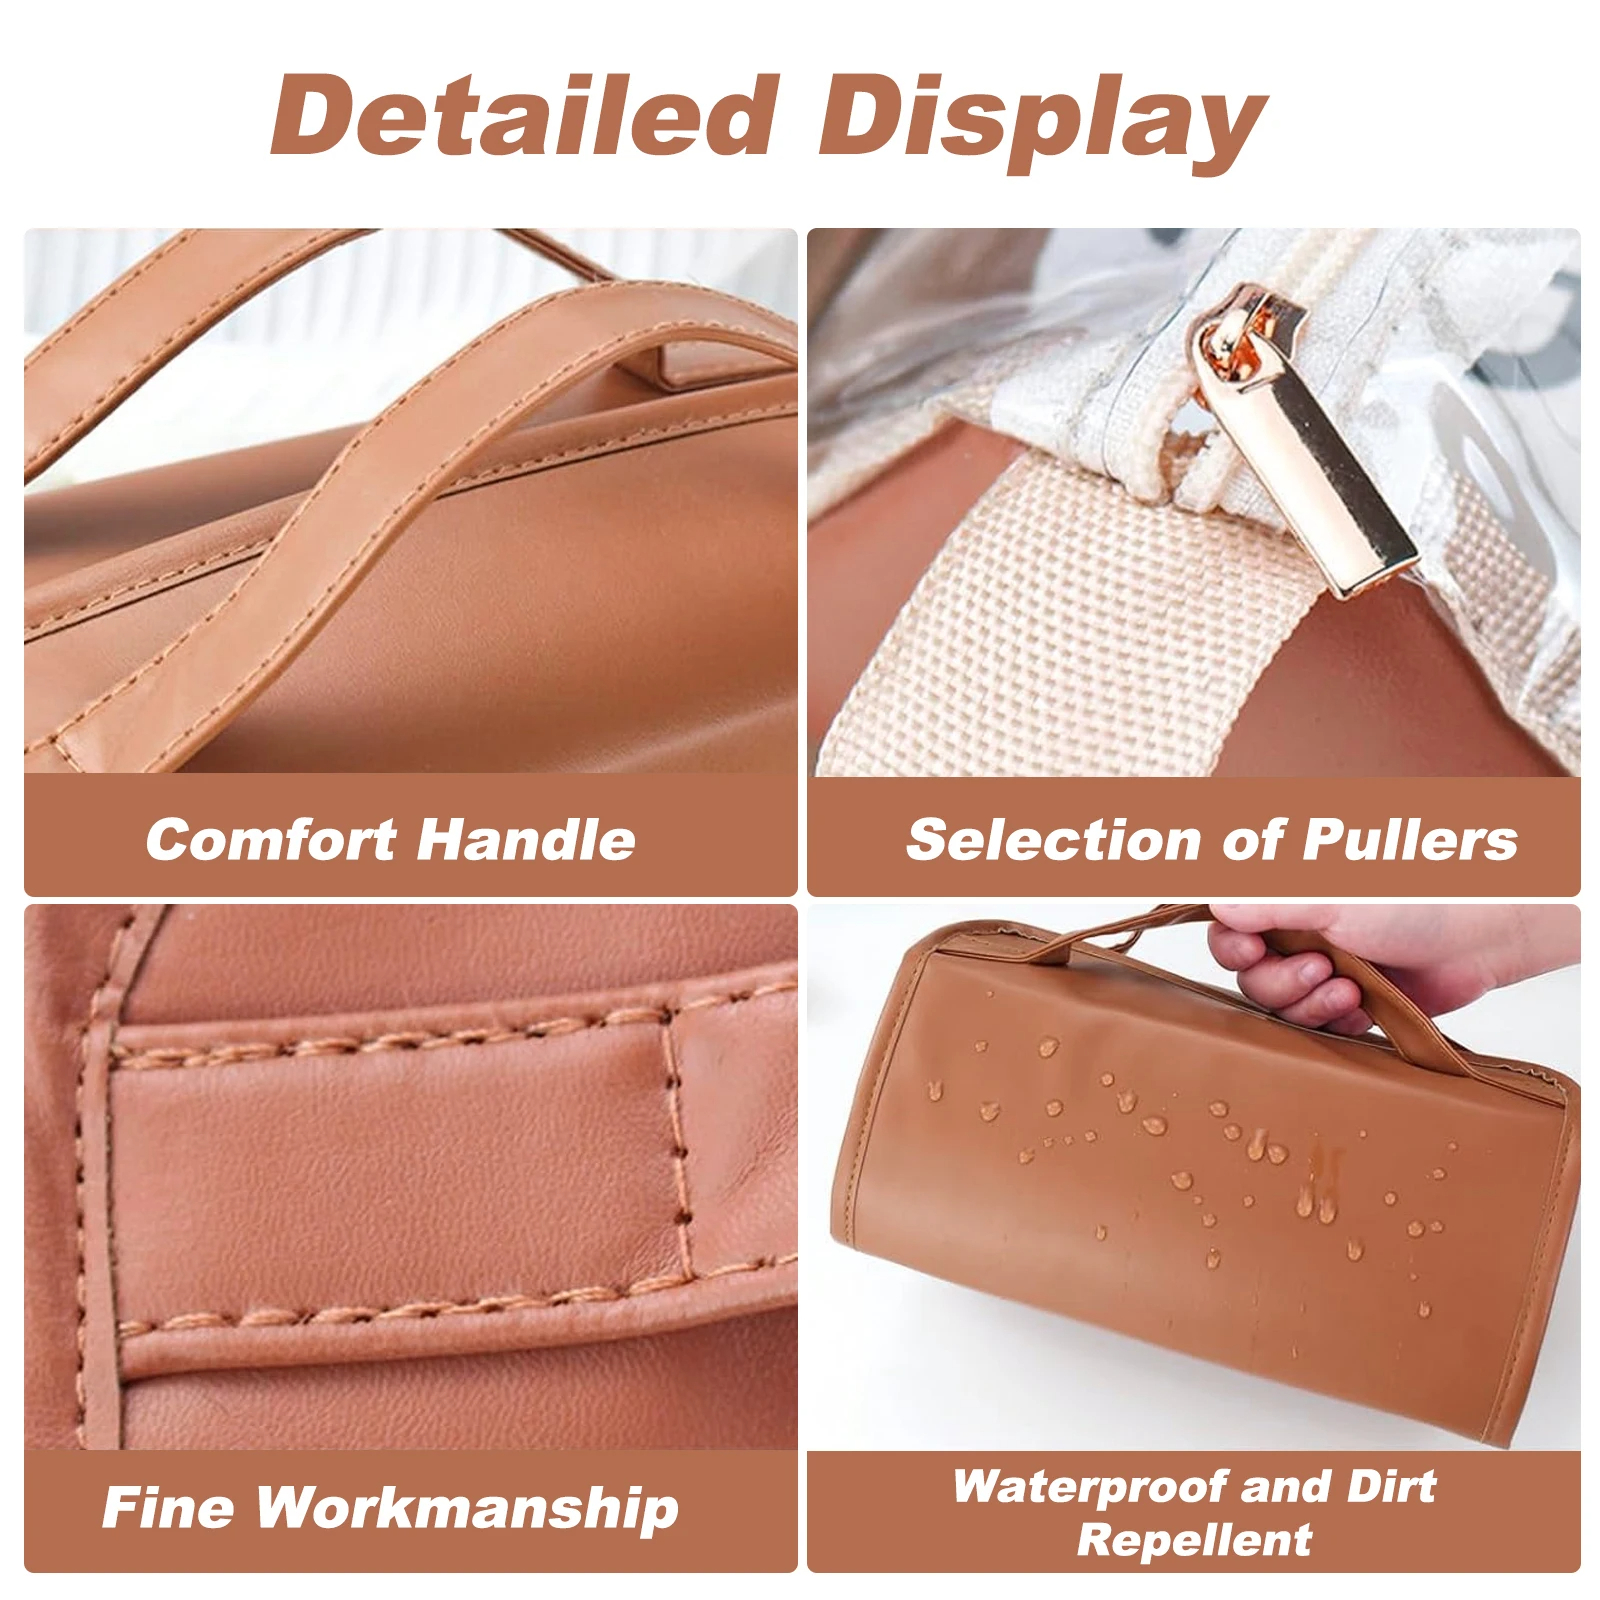 Detailed Display
Comfort Handle
Selection of Pullers
Fine Workmanship
Waterproof and Dirt
Repellent